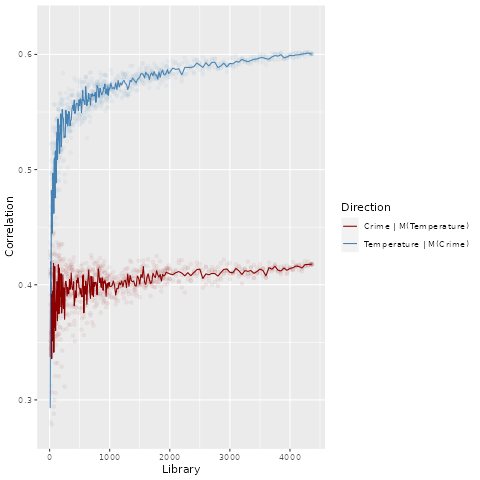 0.6
0.5
0.4
0.3
Correlation
0
1000
2000
3000
4000
Library
Direction
Crime | M(Temperature)
Temperature | M(Crime)